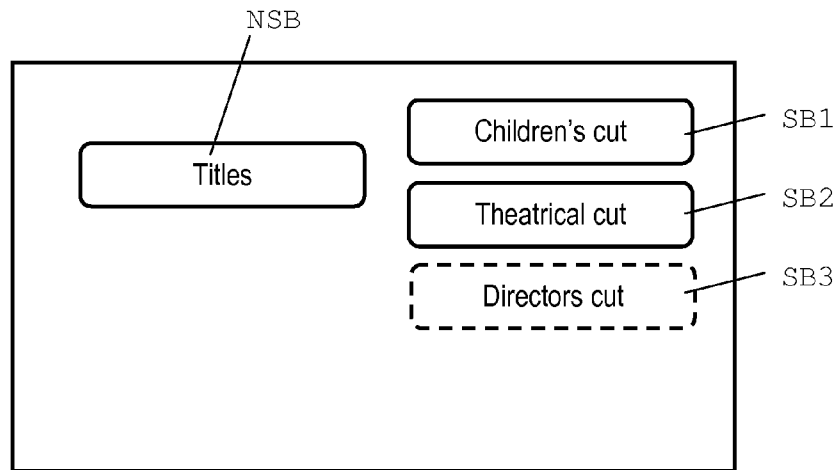 NSB
Children's cut
SB1
Titles
Theatrical cut
SB2
Directors cut
SB3